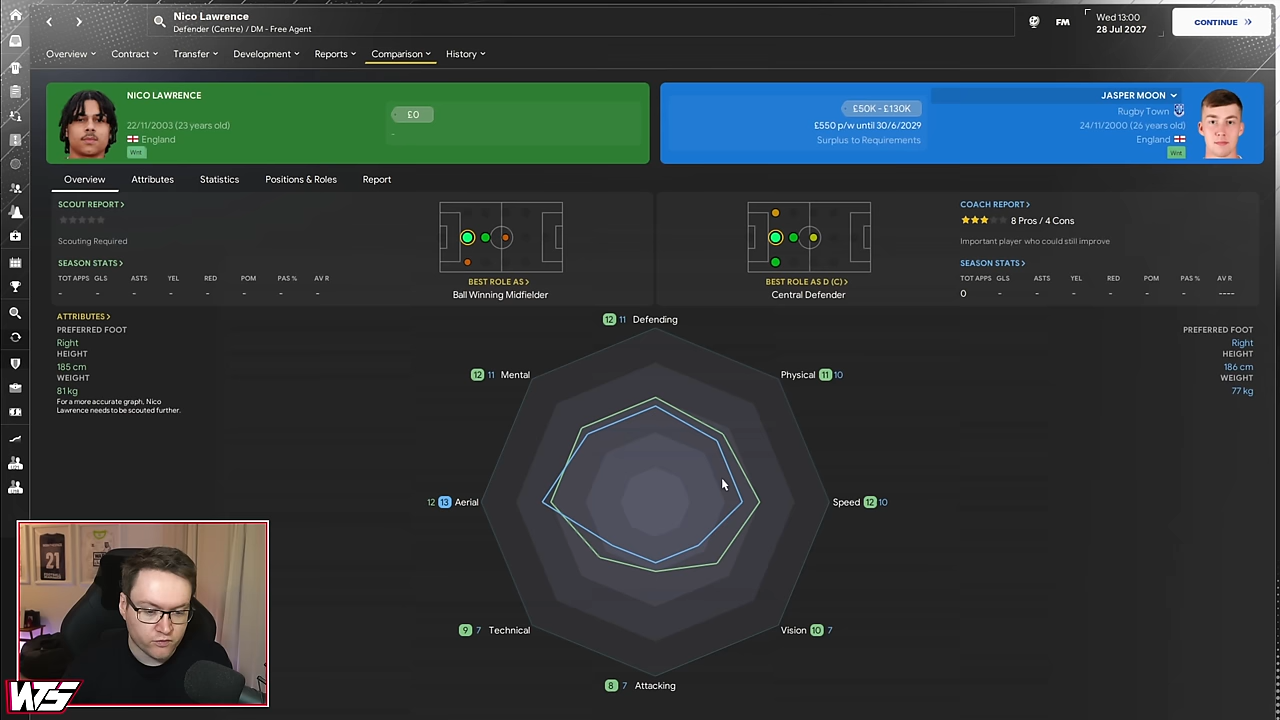 Nico Lawrence
Defender (Centre) / DM - Free Agent
FM
Wed 13:00
28 Jul 2027
CONTINUE
Overview
Contract
Transfer
Development
Reports
Comparison
History
NICO LAWRENCE
22/11/2003 (23 years old)
England
Wnt
£0
-
JASPER MOON
£50K - £130K
Rugby Town
£550 p/w until 30/6/2029
24/11/2000 (26 years old)
Surplus to Requirements
England
Wnt
Overview
Attributes
Statistics
Positions & Roles
Report
SCOUT REPORT >
Scouting Required
SEASON STATS >
TOT APPS GLS ASTS YEL RED POM PAS % AV R
- - - - - - - -
BEST ROLE AS >
Ball Winning Midfielder
BEST ROLE AS D (C) >
Central Defender
COACH REPORT >
8 Pros / 4 Cons
Important player who could still improve
SEASON STATS >
TOT APPS GLS ASTS YEL RED POM PAS % AV R
0 - - - - - - ----
ATTRIBUTES >
PREFERRED FOOT
Right
HEIGHT
185 cm
WEIGHT
81 kg
For a more accurate graph, Nico
Lawrence needs to be scouted further.
12 11 Defending
12 11 Mental
Physical 11 10
12 13 Aerial
Speed 12 10
9 7 Technical
Vision 10 7
8 7 Attacking
PREFERRED FOOT
Right
HEIGHT
186 cm
WEIGHT
77 kg
21
WTS